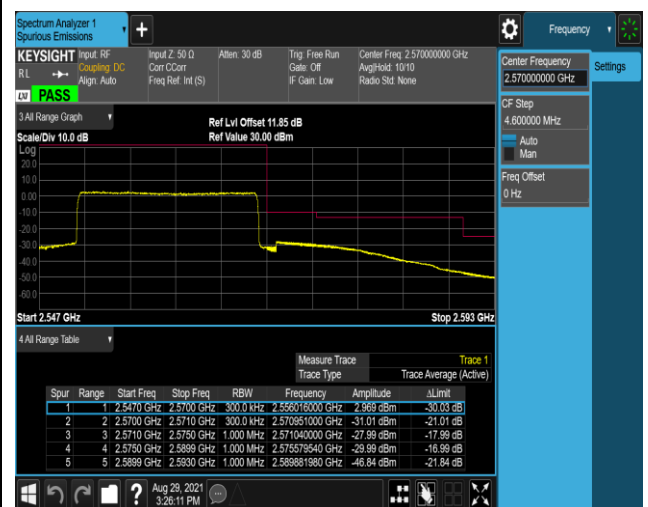 Spectrum Analyzer 1
Spurious Emissions
Frequency
KEYSIGHT Input: RF Input Z: 50 Ω Atten: 30 dB Trig: Free Run Center Freq: 2.570000000 GHz
Coupling: DC Corr CCorr Gate: Off Avg|Hold: 10/10
R L Align: Auto Freq Ref: Int (S) IF Gain: Low Radio Std: None
LXI PASS
Center Frequency
2.570000000 GHz
Settings
CF Step
4.600000 MHz
Auto
Man
Freq Offset
0 Hz
3 All Range Graph
Ref Lvl Offset 11.85 dB
Scale/Div 10.0 dB Ref Value 30.00 dBm
Log
20.0
10.0
0.00
-10.0
-20.0
-30.0
-40.0
-50.0
-60.0
Start 2.547 GHz Stop 2.593 GHz
4 All Range Table
Measure Trace Trace 1
Trace Type Trace Average (Active)
Spur Range Start Freq Stop Freq RBW Frequency Amplitude ΔLimit
1 1 2.5470 GHz 2.5700 GHz 300.0 kHz 2.556016000 GHz 2.969 dBm -30.03 dB
2 2 2.5700 GHz 2.5710 GHz 300.0 kHz 2.570951000 GHz -31.01 dBm -21.01 dB
3 3 2.5710 GHz 2.5750 GHz 1.000 MHz 2.571040000 GHz -27.99 dBm -17.99 dB
4 4 2.5750 GHz 2.5899 GHz 1.000 MHz 2.575579540 GHz -29.99 dBm -16.99 dB
5 5 2.5899 GHz 2.5930 GHz 1.000 MHz 2.589881980 GHz -46.84 dBm -21.84 dB
Aug 29, 2021
3:26:11 PM